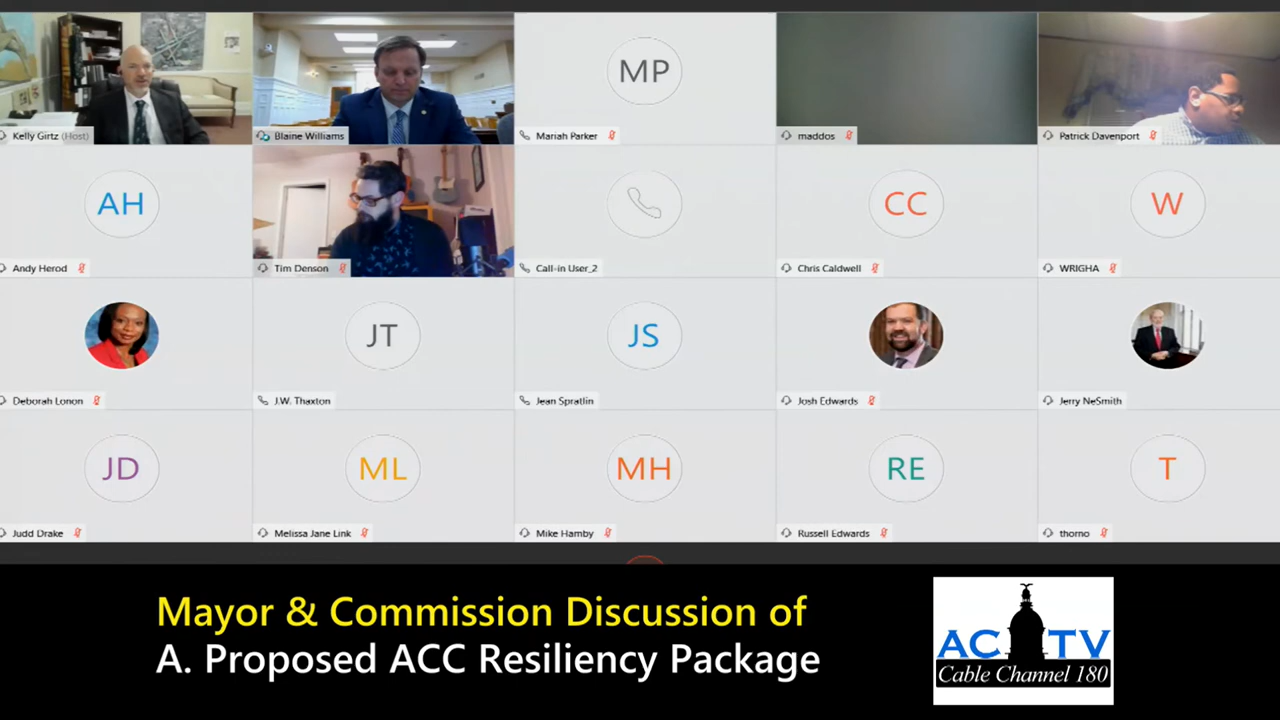 Kelly Girtz (Host)
Blaine Williams
MP
Mariah Parker
maddos
Patrick Davenport
AH
Andy Herod
Tim Denson
Call-in User_2
CC
Chris Caldwell
W
WRIGHA
Deborah Lonon
JT
J.W. Thaxton
JS
Jean Spratlin
Josh Edwards
Jerry NeSmith
JD
Judd Drake
ML
Melissa Jane Link
MH
Mike Hamby
RE
Russell Edwards
T
thorno
Mayor & Commission Discussion of
A. Proposed ACC Resiliency Package
ACTV
Cable Channel 180